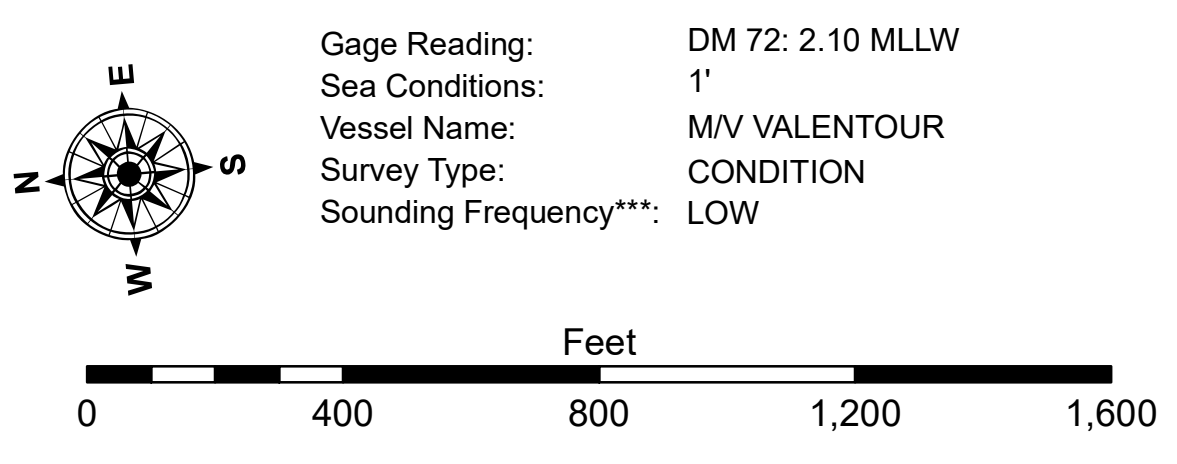 E
N
S
W
Gage Reading: DM 72: 2.10 MLLW
Sea Conditions: 1'
Vessel Name: M/V VALENTOUR
Survey Type: CONDITION
Sounding Frequency***: LOW
Feet
0 400 800 1,200 1,600